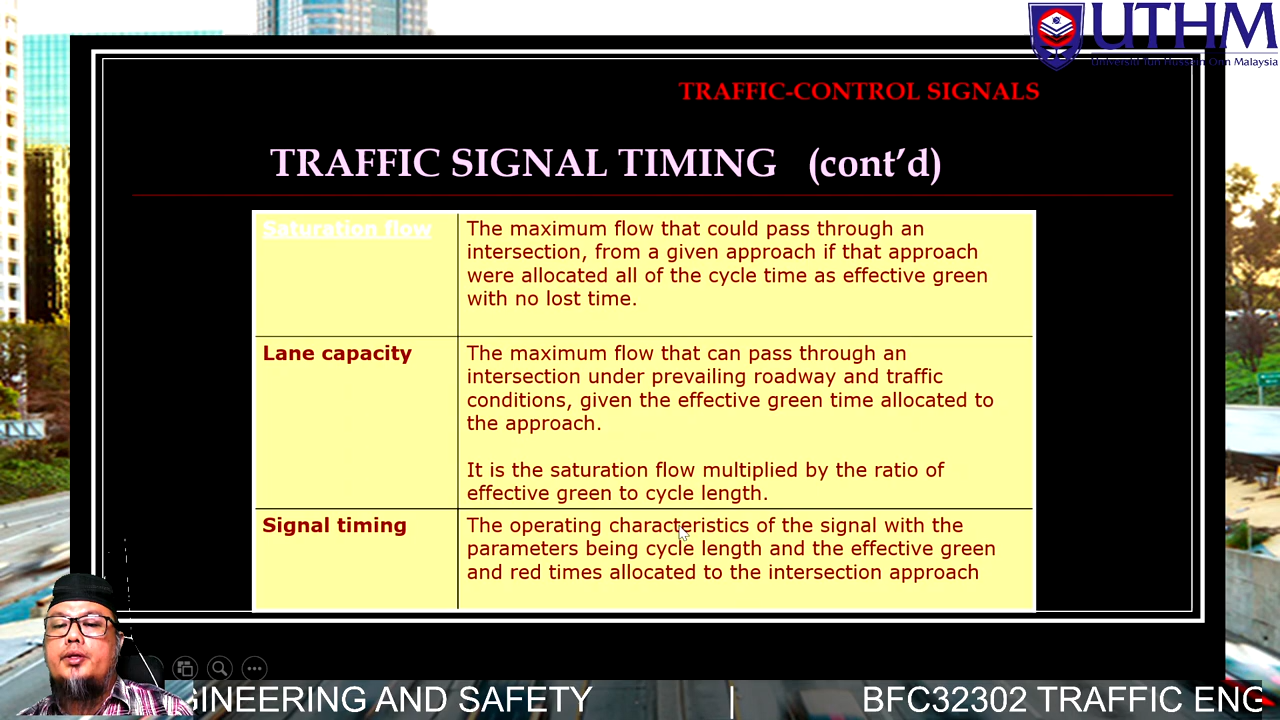 UTHM
Universiti Tun Hussein Onn Malaysia
TRAFFIC-CONTROL SIGNALS
TRAFFIC SIGNAL TIMING (cont’d)
Saturation flow
The maximum flow that could pass through an
intersection, from a given approach if that approach
were allocated all of the cycle time as effective green
with no lost time.
Lane capacity
The maximum flow that can pass through an
intersection under prevailing roadway and traffic
conditions, given the effective green time allocated to
the approach.
It is the saturation flow multiplied by the ratio of
effective green to cycle length.
Signal timing
The operating characteristics of the signal with the
parameters being cycle length and the effective green
and red times allocated to the intersection approach
GINEERING AND SAFETY | BFC32302 TRAFFIC ENG